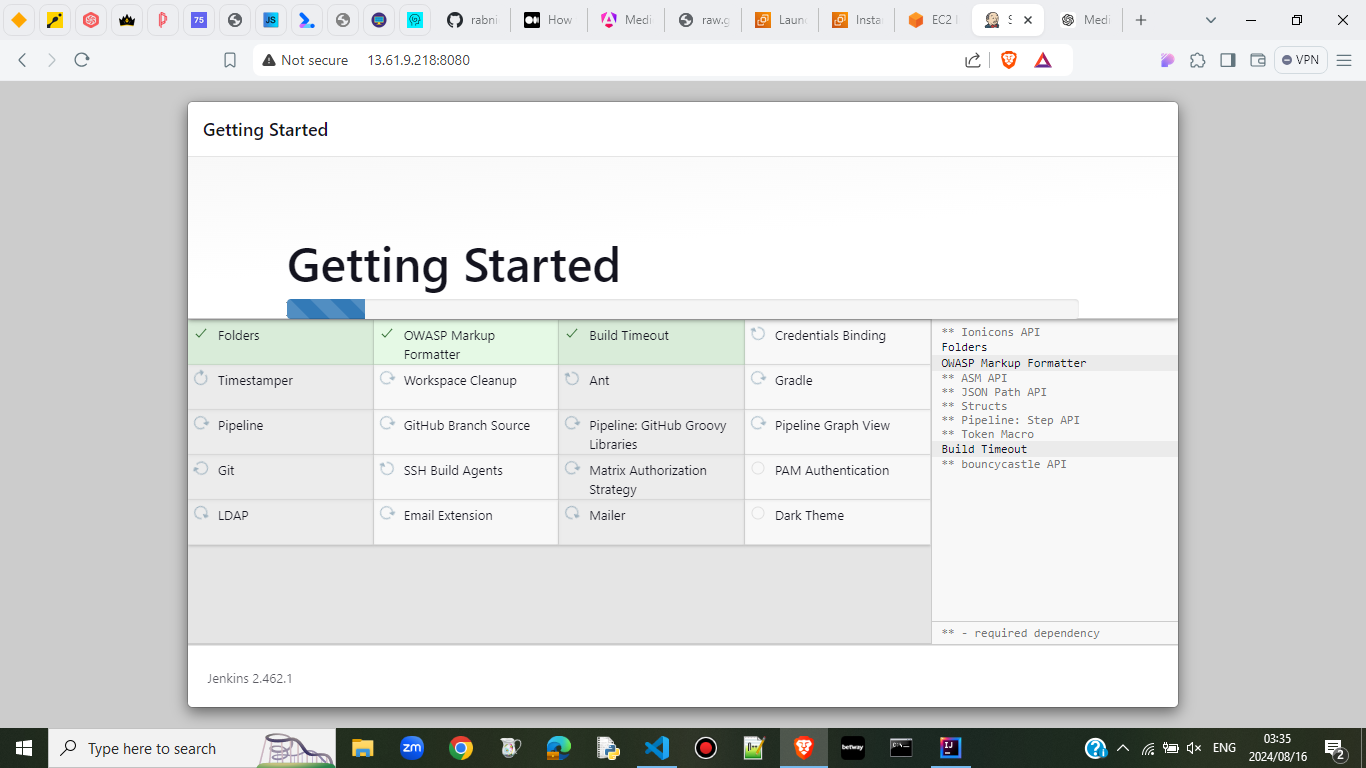 75
JS
rabni
How
Medi
raw.g
Laun
Insta
EC2 I
S
Medi
Not secure 13.61.9.218:8080
VPN
Getting Started
Getting Started
Folders
OWASP Markup
Formatter
Build Timeout
Credentials Binding
Timestamper
Workspace Cleanup
Ant
Gradle
Pipeline
GitHub Branch Source
Pipeline: GitHub Groovy
Libraries
Pipeline Graph View
Git
SSH Build Agents
Matrix Authorization
Strategy
PAM Authentication
LDAP
Email Extension
Mailer
Dark Theme
** Ionicons API
Folders
OWASP Markup Formatter
** ASM API
** JSON Path API
** Structs
** Pipeline: Step API
** Token Macro
Build Timeout
** bouncycastle API
** - required dependency
Jenkins 2.462.1
Type here to search
zm
betway
IJ
ENG
03:35
2024/08/16
2